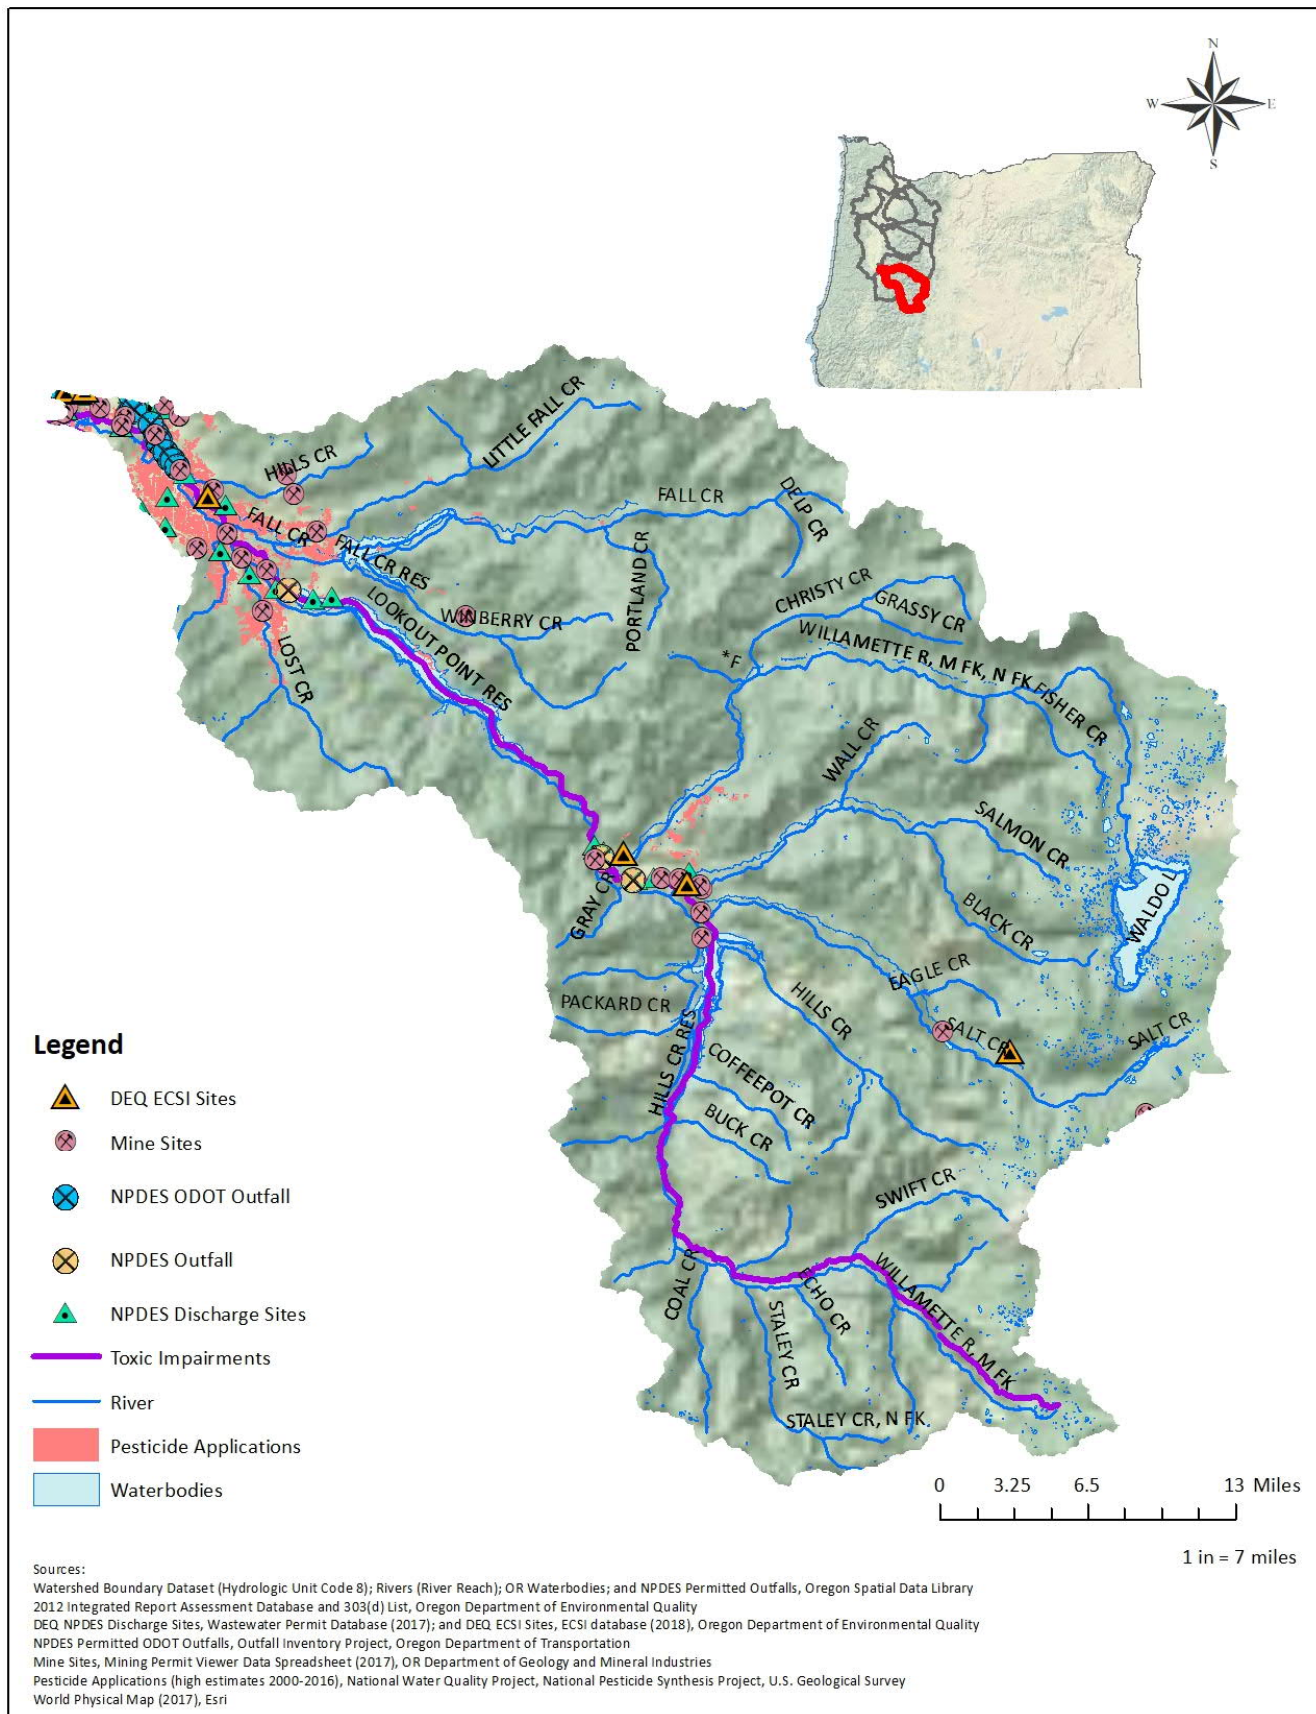 N
W
E
S
LITTLE FALL CR
HILLS CR
FALL CR
DELP CR
FALL CR
FALL CR RES
PORTLAND CR
CHRISTY CR
GRASSY CR
LOOKOUT POINT RES
WINBERRY CR
WILLAMETTE R, M FK, N FK
*F
LOST CR
FISHER CR
WALL CR
SALMON CR
GRAY CR
BLACK CR
WALDO L
EAGLE CR
PACKARD CR
HILLS CR
SALT CR
SALT CR
HILLS CR RES
COFFEEPOT CR
BUCK CR
SWIFT CR
COAL CR
ECHO CR
WILLAMETTE R, M FK
STALEY CR
STALEY CR, N FK
Legend
DEQ ECSI Sites
Mine Sites
NPDES ODOT Outfall
NPDES Outfall
NPDES Discharge Sites
Toxic Impairments
River
Pesticide Applications
Waterbodies
0 3.25 6.5 13 Miles
1 in = 7 miles
Sources:
Watershed Boundary Dataset (Hydrologic Unit Code 8); Rivers (River Reach); OR Waterbodies; and NPDES Permitted Outfalls, Oregon Spatial Data Library
2012 Integrated Report Assessment Database and 303(d) List, Oregon Department of Environmental Quality
DEQ NPDES Discharge Sites, Wastewater Permit Database (2017); and DEQ ECSI Sites, ECSI database (2018), Oregon Department of Environmental Quality
NPDES Permitted ODOT Outfalls, Outfall Inventory Project, Oregon Department of Transportation
Mine Sites, Mining Permit Viewer Data Spreadsheet (2017), OR Department of Geology and Mineral Industries
Pesticide Applications (high estimates 2000-2016), National Water Quality Project, National Pesticide Synthesis Project, U.S. Geological Survey
World Physical Map (2017), Esri